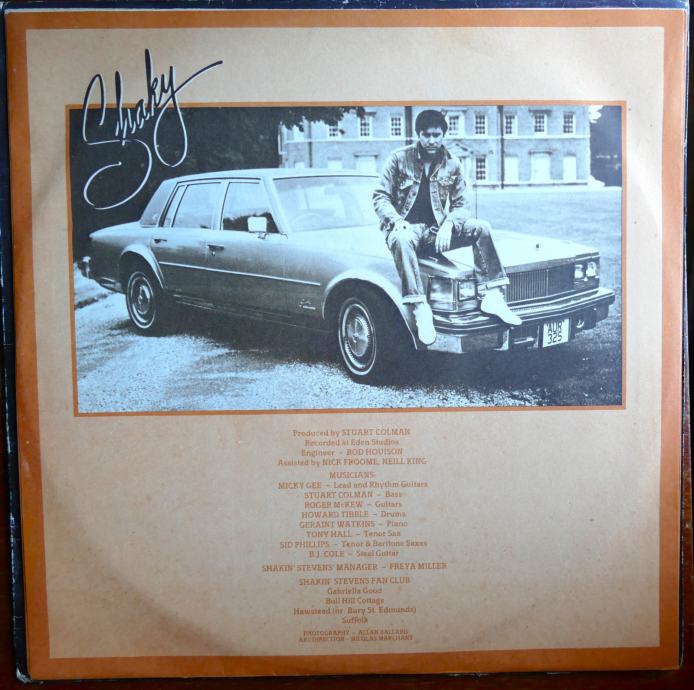 Shaky
AUR
325
Produced by STUART COLMAN
Recorded at Eden Studios
Engineer – ROD HOUISON
Assisted by NICK FROOME, NEILL KING
MUSICIANS:
MICKY GEE – Lead and Rhythm Guitars
STUART COLMAN – Bass
ROGER McKEW – Guitars
HOWARD TIBBLE – Drums
GERAINT WATKINS – Piano
TONY HALL – Tenor Sax
SID PHILLIPS – Tenor & Baritone Saxes
B.J. COLE – Steel Guitar
SHAKIN' STEVENS' MANAGER – FREYA MILLER
SHAKIN' STEVENS FAN CLUB
Gabriella Good
Bull Hill Cottage
Hawstead (nr. Bury St. Edmunds)
Suffolk
PHOTOGRAPHY – ALLAN BALLARD
ART DIRECTION – NICOLAS MARCHANT